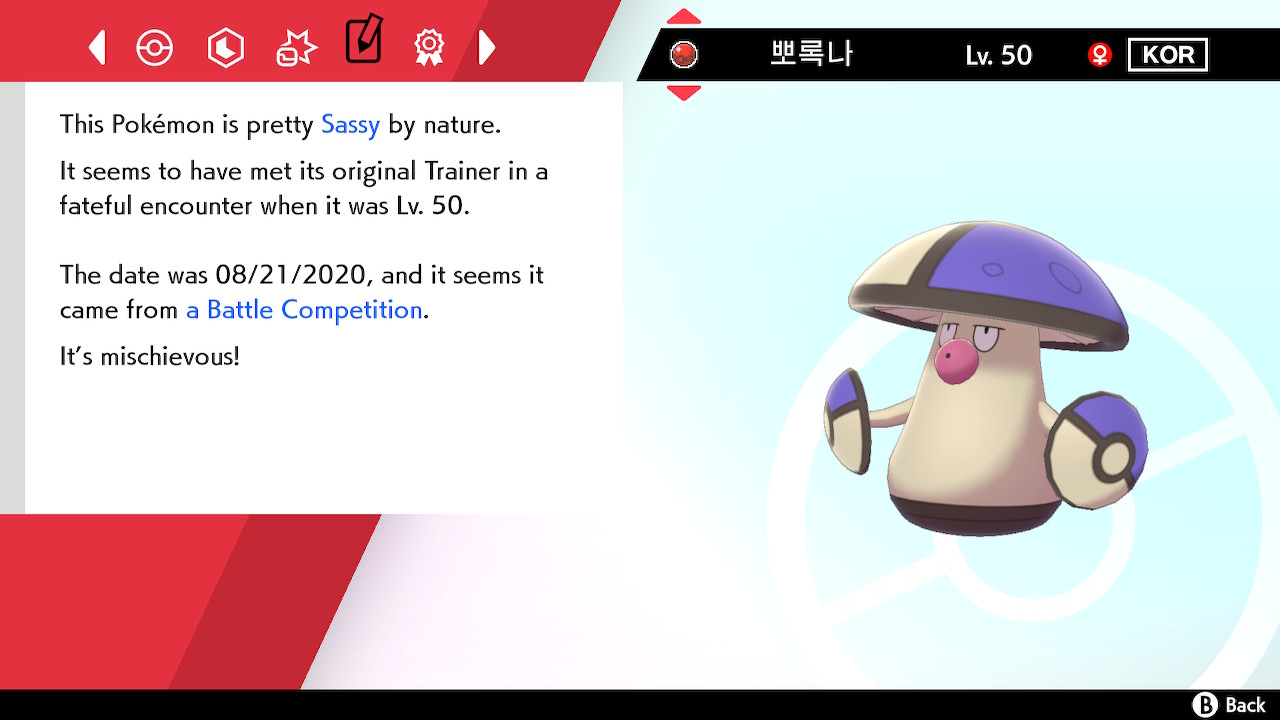 뽀록나 Lv. 50 KOR
This Pokémon is pretty Sassy by nature.
It seems to have met its original Trainer in a
fateful encounter when it was Lv. 50.
The date was 08/21/2020, and it seems it
came from a Battle Competition.
It's mischievous!
B Back